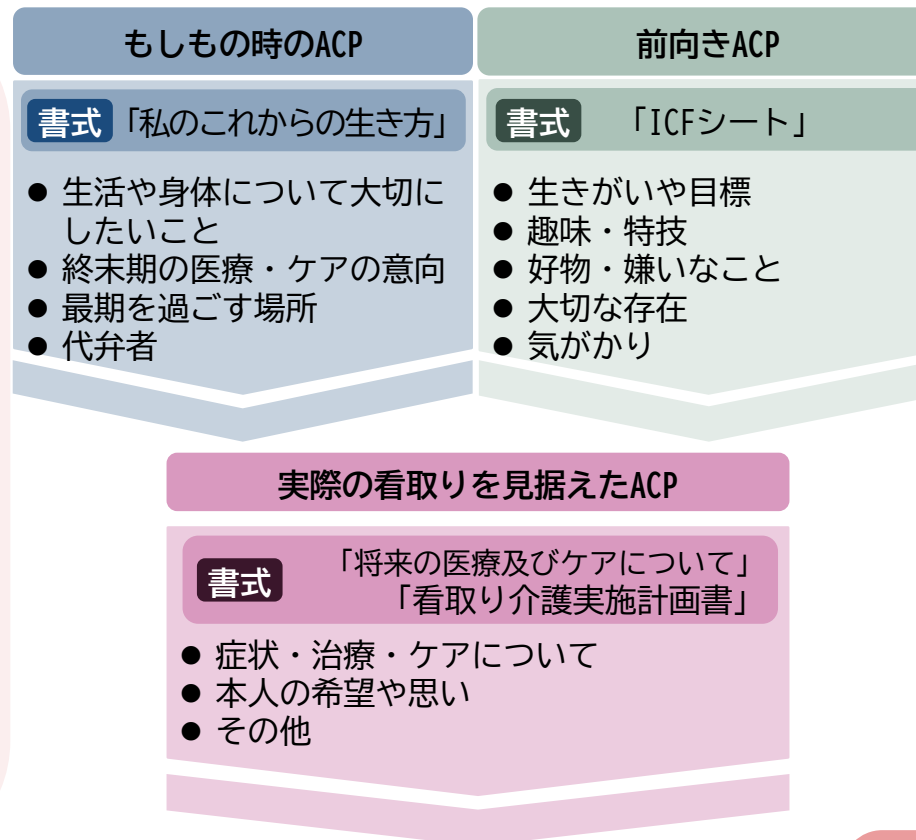 もしもの時のACP
書式「私のこれからの生き方」
● 生活や身体について大切に
したいこと
● 終末期の医療・ケアの意向
● 最期を過ごす場所
● 代弁者
前向きACP
書式 「ICFシート」
● 生きがいや目標
● 趣味・特技
● 好物・嫌いなこと
● 大切な存在
● 気がかり
実際の看取りを見据えたACP
書式
「将来の医療及びケアについて」
「看取り介護実施計画書」
● 症状・治療・ケアについて
● 本人の希望や思い
● その他